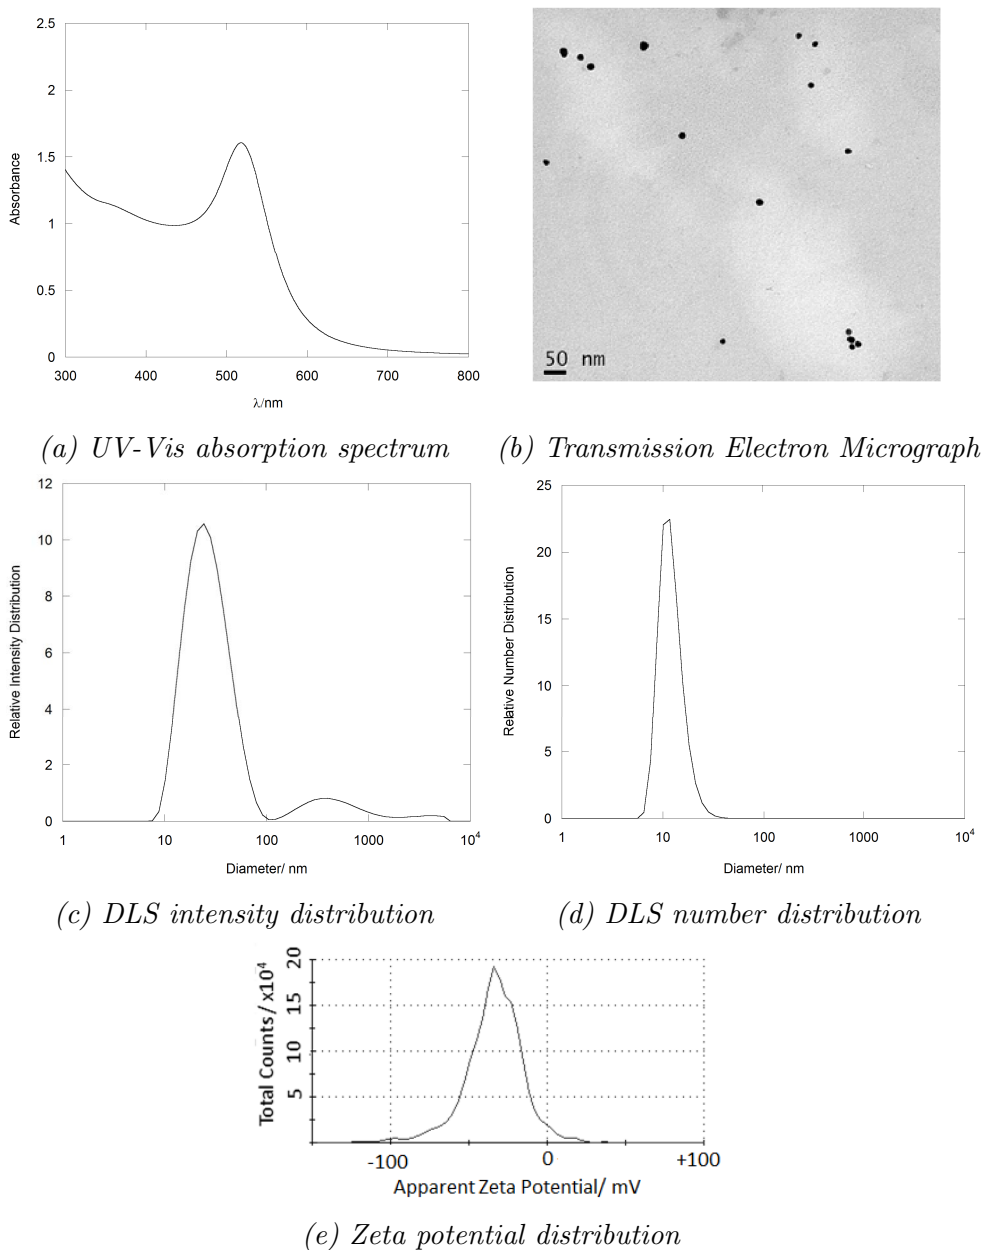 2.5
2
1.5
1
0.5
0
Absorbance
300 400 500 600 700 800
λ/nm
50 nm
(a) UV-Vis absorption spectrum
(b) Transmission Electron Micrograph
12
10
8
6
4
2
0
Relative Intensity Distribution
1 10 100 1000 10⁴
Diameter/ nm
25
20
15
10
5
0
Relative Number Distribution
1 10 100 1000 10⁴
Diameter/ nm
(c) DLS intensity distribution
(d) DLS number distribution
Total Counts/ x10⁴
20
15
10
5
-100 0 +100
Apparent Zeta Potential/ mV
(e) Zeta potential distribution